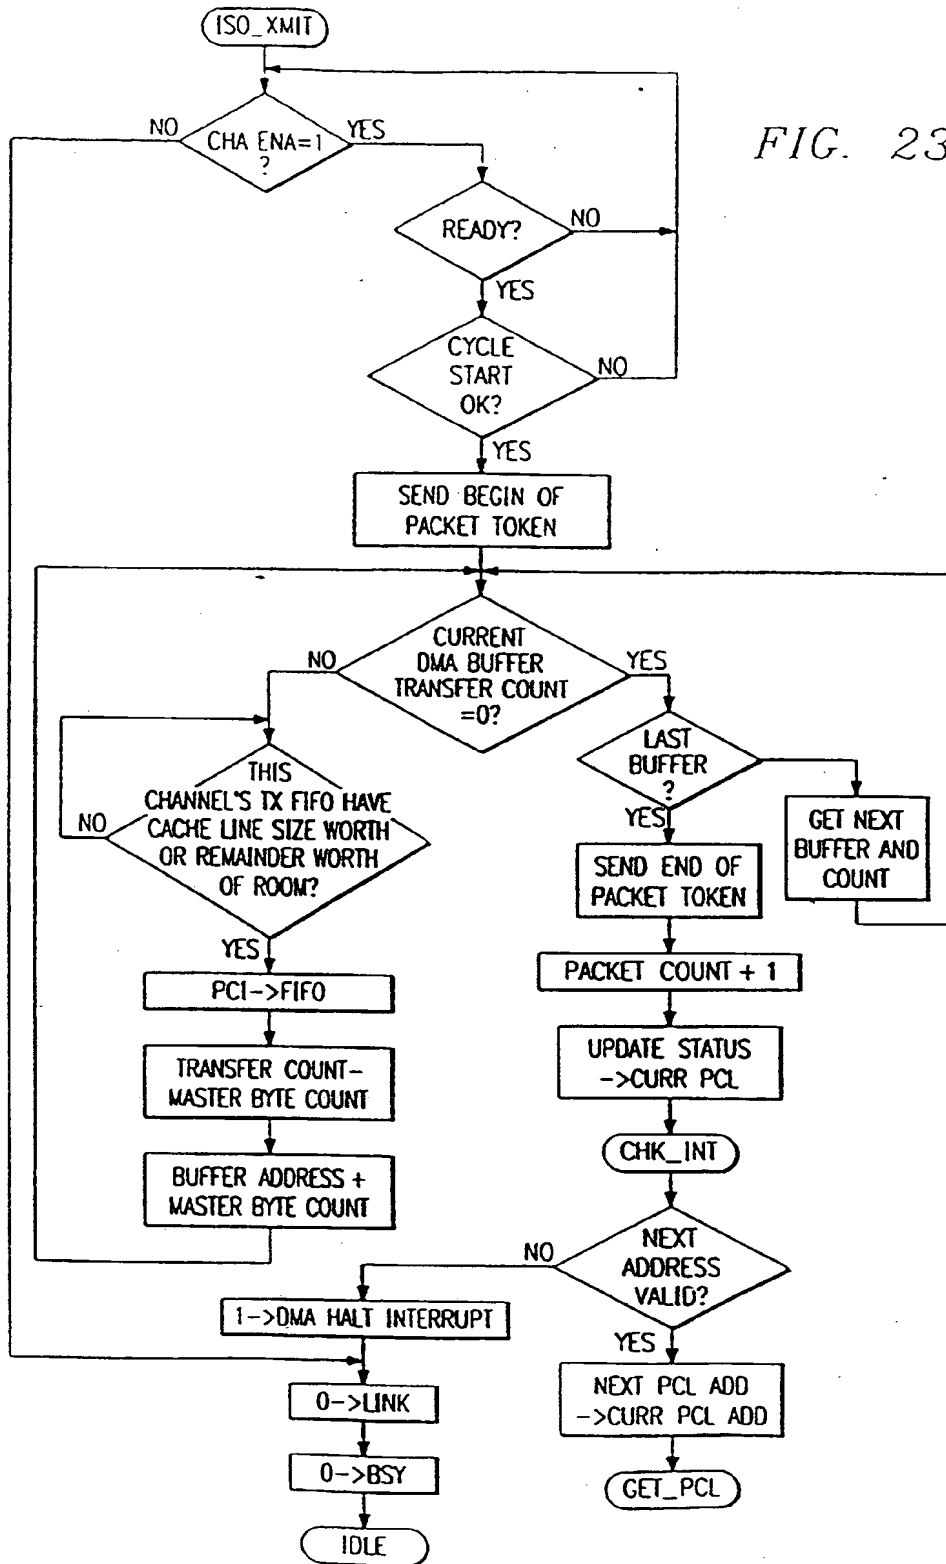 ISO_XMIT
FIG. 23
NO
CHA ENA=1
?
YES
READY?
NO
YES
CYCLE
START
OK?
NO
YES
SEND BEGIN OF
PACKET TOKEN
CURRENT
DMA BUFFER
TRANSFER COUNT
=0?
NO
YES
THIS
CHANNEL'S TX FIFO HAVE
CACHE LINE SIZE WORTH
OR REMAINDER WORTH
OF ROOM?
NO
YES
LAST
BUFFER
?
YES
GET NEXT
BUFFER AND
COUNT
SEND END OF
PACKET TOKEN
PCI->FIFO
PACKET COUNT + 1
TRANSFER COUNT-
MASTER BYTE COUNT
UPDATE STATUS
->CURR PCL
BUFFER ADDRESS +
MASTER BYTE COUNT
CHK_INT
NEXT
ADDRESS
VALID?
NO
YES
1->DMA HALT INTERRUPT
NEXT PCL ADD
->CURR PCL ADD
0->LINK
0->BSY
GET_PCL
IDLE